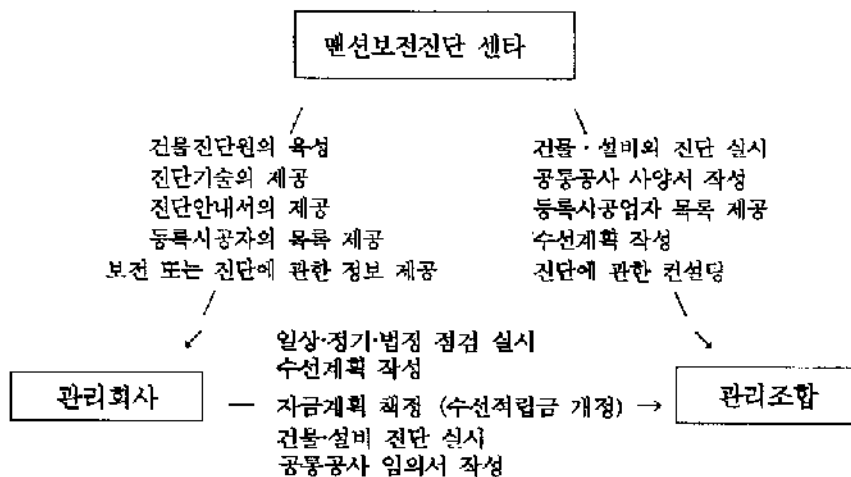 맨션보전진단 센타
건물진단원의 육성
진단기술의 제공
진단안내서의 제공
등록시공자의 목록 제공
보전 또는 진단에 관한 정보 제공
건물·설비의 진단 실시
공통공사 사양서 작성
등록시공업자 목록 제공
수선계획 작성
진단에 관한 컨설팅
일상·정기·법정 점검 실시
수선계획 작성
관리회사 — 자금계획 책정 (수선적립금 개정) → 관리조합
건물·설비 진단 실시
공통공사 임의서 작성